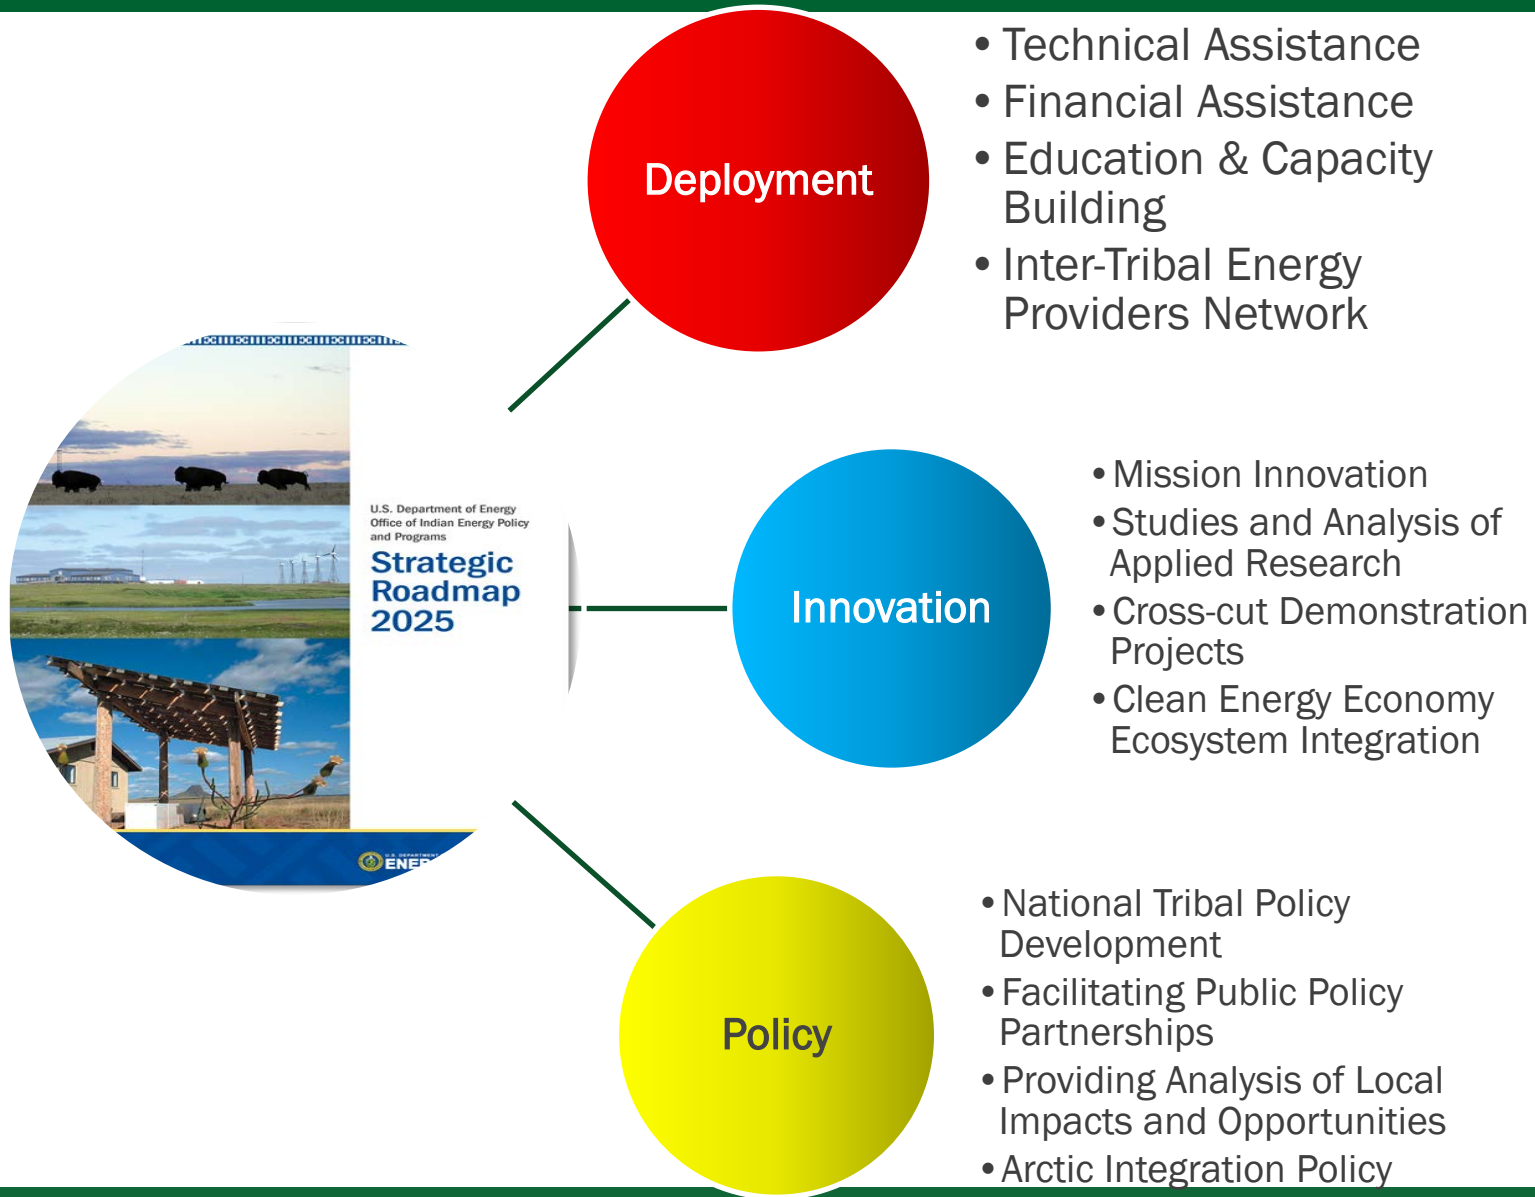 Deployment
• Technical Assistance
• Financial Assistance
• Education & Capacity
Building
• Inter-Tribal Energy
Providers Network
U.S. Department of Energy
Office of Indian Energy Policy
and Programs
Strategic
Roadmap
2025
U.S. DEPARTMENT
Innovation
• Mission Innovation
• Studies and Analysis of
Applied Research
• Cross-cut Demonstration
Projects
• Clean Energy Economy
Ecosystem Integration
Policy
• National Tribal Policy
Development
• Facilitating Public Policy
Partnerships
• Providing Analysis of Local
Impacts and Opportunities
• Arctic Integration Policy